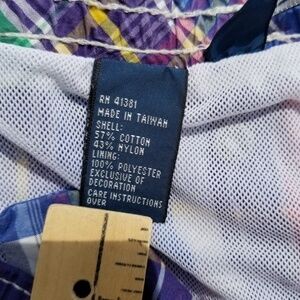 RN 41381
MADE IN TAIWAN
SHELL:
57% COTTON
43% NYLON
LINING:
100% POLYESTER
EXCLUSIVE OF
DECORATION
CARE INSTRUCTIONS
OVER